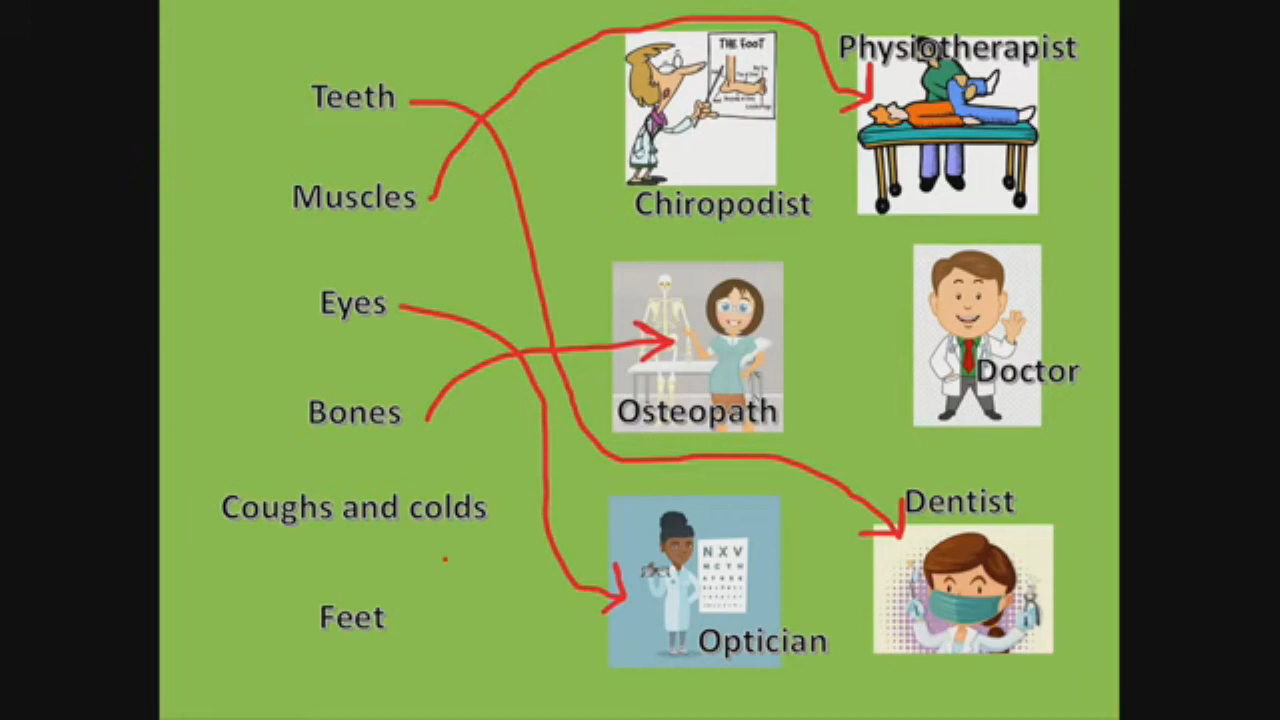 Teeth
Muscles
Eyes
Bones
Coughs and colds
Feet
THE FOOT
Chiropodist
Physiotherapist
Osteopath
Doctor
N X V
Optician
Dentist